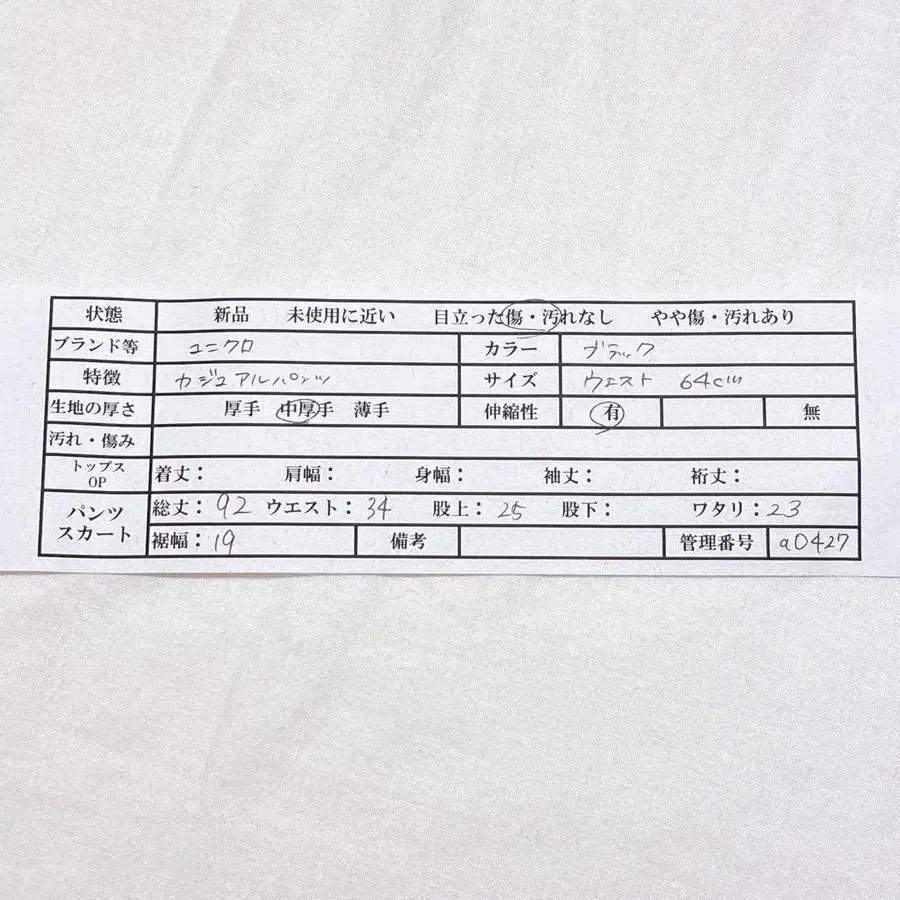 状態 新品 未使用に近い 目立った傷・汚れなし やや傷・汚れあり
ブランド等 ユニクロ カラー ブラック
特徴 カジュアルパンツ サイズ ウエスト 64cm
生地の厚さ 厚手 中厚手 薄手 伸縮性 有 無
汚れ・傷み
トップス OP 着丈： 肩幅： 身幅： 袖丈： 裄丈：
パンツ スカート 総丈：92 ウエスト：34 股上：25 股下： ワタリ：23
裾幅：19 備考 管理番号 a0427